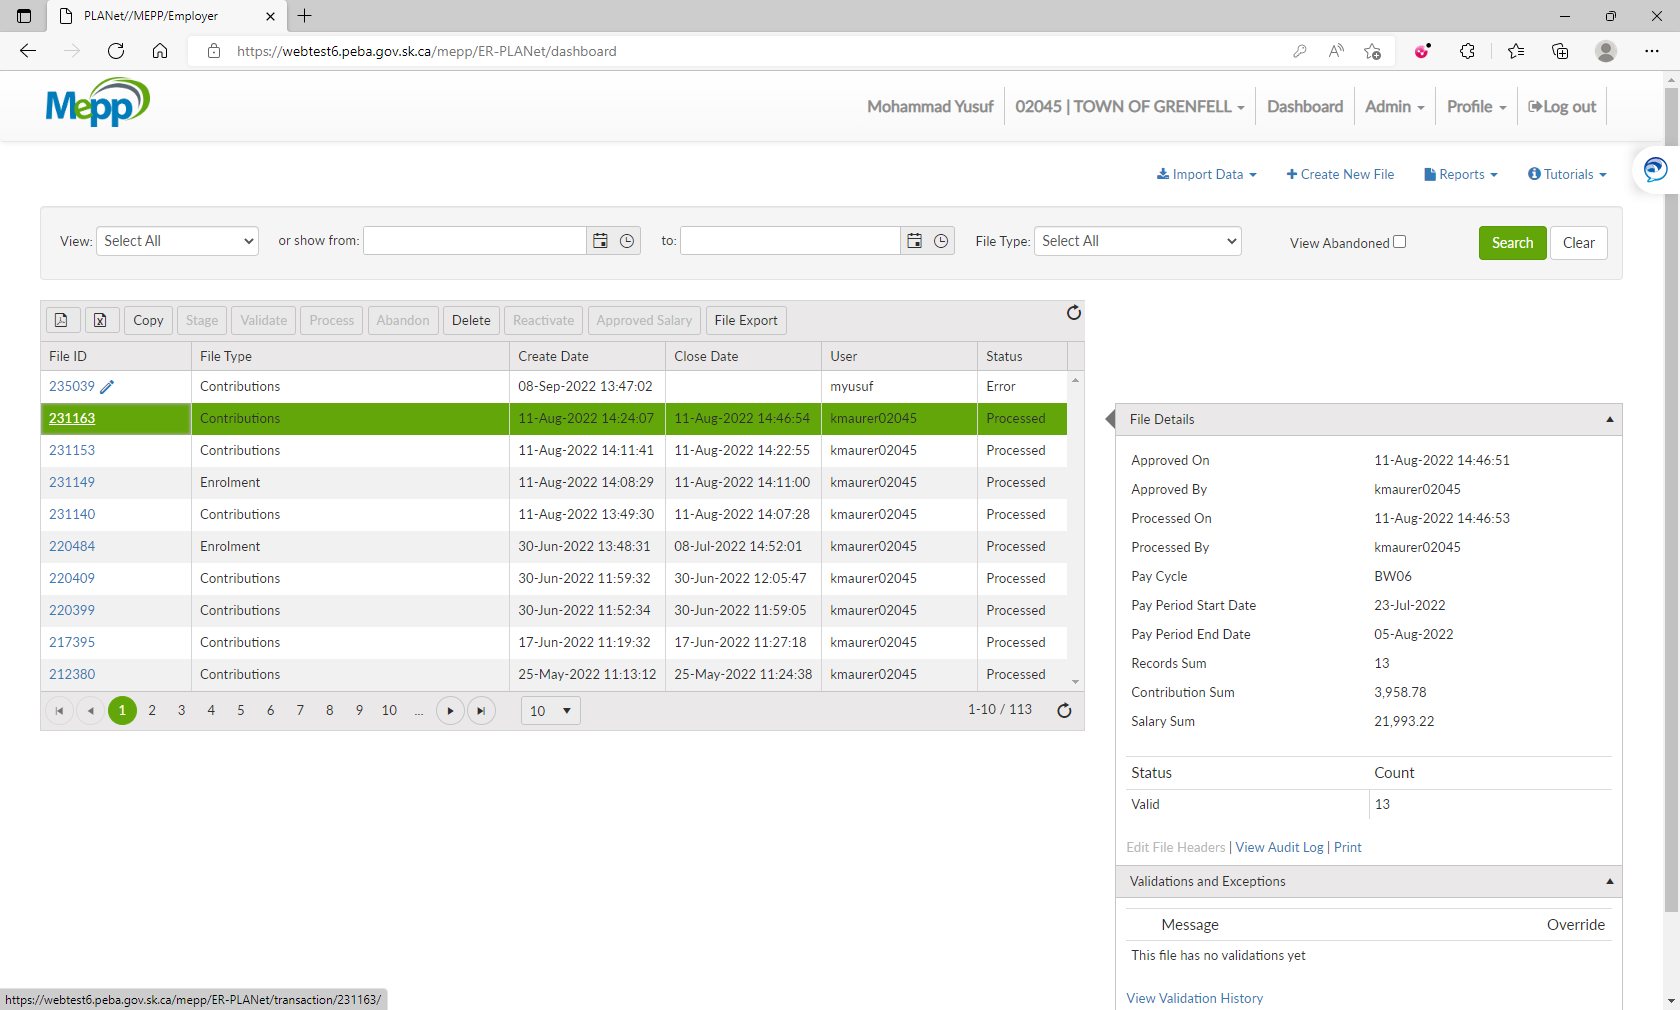 PLANet//MEPP/Employer
https://webtest6.peba.gov.sk.ca/mepp/ER-PLANet/dashboard
Mepp
Mohammad Yusuf 02045 | TOWN OF GRENFELL Dashboard Admin Profile Log out
Import Data Create New File Reports Tutorials
View: Select All or show from: to: File Type: Select All View Abandoned Search Clear
Copy Stage Validate Process Abandon Delete Reactivate Approved Salary File Export
File ID File Type Create Date Close Date User Status
235039 Contributions 08-Sep-2022 13:47:02 myusuf Error
231163 Contributions 11-Aug-2022 14:24:07 11-Aug-2022 14:46:54 kmaurer02045 Processed
231153 Contributions 11-Aug-2022 14:11:41 11-Aug-2022 14:22:55 kmaurer02045 Processed
231149 Enrolment 11-Aug-2022 14:08:29 11-Aug-2022 14:11:00 kmaurer02045 Processed
231140 Contributions 11-Aug-2022 13:49:30 11-Aug-2022 14:07:28 kmaurer02045 Processed
220484 Enrolment 30-Jun-2022 13:48:31 08-Jul-2022 14:52:01 kmaurer02045 Processed
220409 Contributions 30-Jun-2022 11:59:32 30-Jun-2022 12:05:47 kmaurer02045 Processed
220399 Contributions 30-Jun-2022 11:52:34 30-Jun-2022 11:59:05 kmaurer02045 Processed
217395 Contributions 17-Jun-2022 11:19:32 17-Jun-2022 11:27:18 kmaurer02045 Processed
212380 Contributions 25-May-2022 11:13:12 25-May-2022 11:24:38 kmaurer02045 Processed
1 2 3 4 5 6 7 8 9 10 ... 10 1-10 / 113
File Details
Approved On 11-Aug-2022 14:46:51
Approved By kmaurer02045
Processed On 11-Aug-2022 14:46:53
Processed By kmaurer02045
Pay Cycle BW06
Pay Period Start Date 23-Jul-2022
Pay Period End Date 05-Aug-2022
Records Sum 13
Contribution Sum 3,958.78
Salary Sum 21,993.22
Status Count
Valid 13
Edit File Headers | View Audit Log | Print
Validations and Exceptions
Message Override
This file has no validations yet
View Validation History
https://webtest6.peba.gov.sk.ca/mepp/ER-PLANet/transaction/231163/